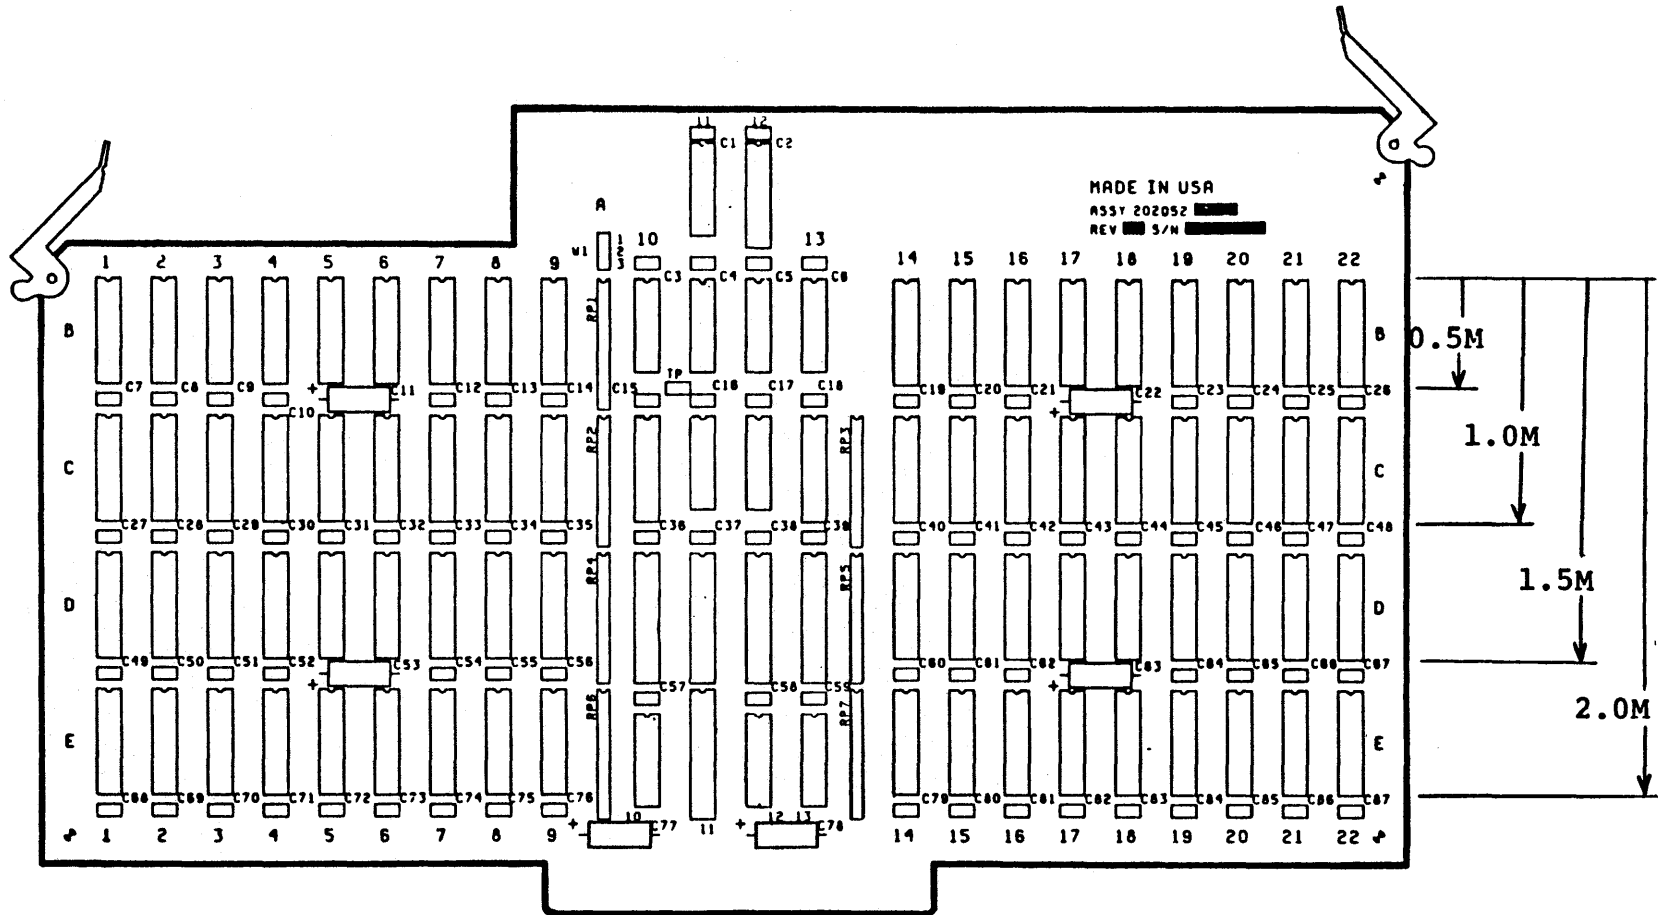 11 12
C1 C2
MADE IN USA
ASSY 202052
REV S/N
A
W1 1 2 3
10 13
1 2 3 4 5 6 7 8 9
14 15 16 17 18 19 20 21 22
C3 C4 C5 C6
B RP1 B
0.5M
TP
C7 C8 C9 C10 + C11 C12 C13 C14 C15 C16 C17 C18 C19 C20 C21 + C22 C23 C24 C25 C26
1.0M
C RP2 RP3 C
C27 C28 C29 C30 C31 C32 C33 C34 C35 C36 C37 C38 C39 C40 C41 C42 C43 C44 C45 C46 C47 C48
1.5M
D RP4 RP5 D
C49 C50 C51 C52 + C53 C54 C55 C56 C57 C58 C59 C60 C61 C62 + C63 C64 C65 C66 C67
2.0M
E RP6 RP7 E
C68 C69 C70 C71 C72 C73 C74 C75 C76 C79 C80 C81 C82 C83 C84 C85 C86 C87
+ 10 C77 11 + 12 13 C78
1 2 3 4 5 6 7 8 9
14 15 16 17 18 19 20 21 22